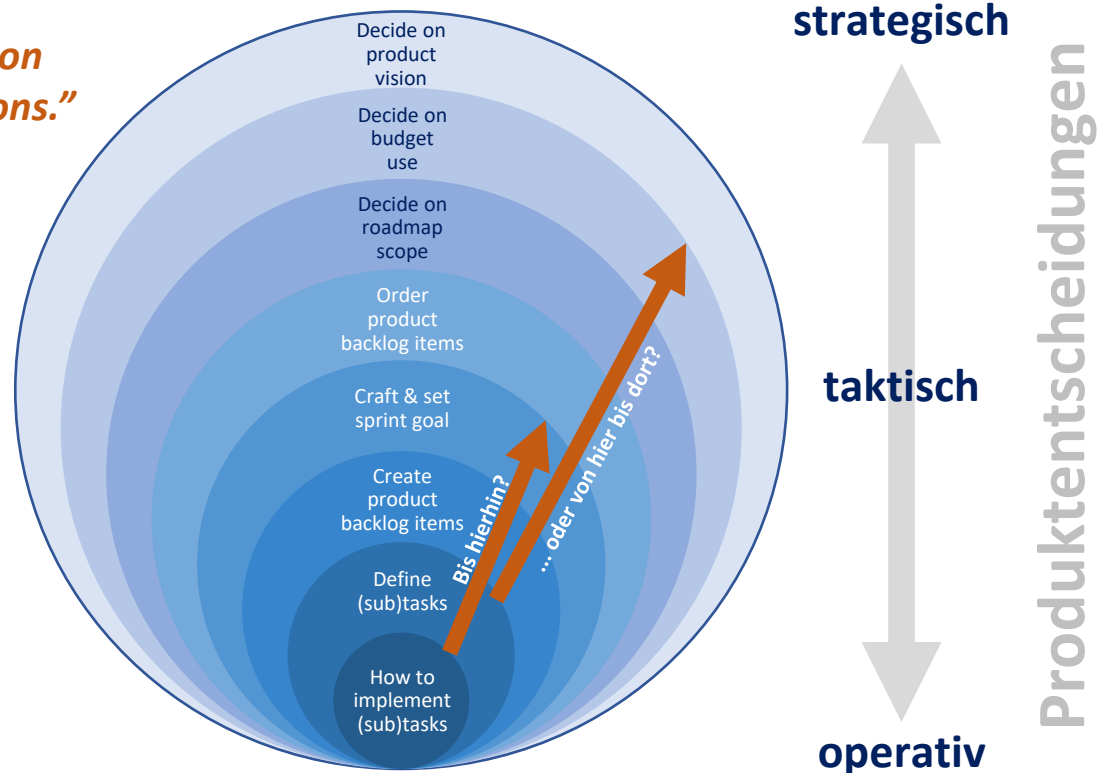 on
ons.”
Decide on
product
vision
Decide on
budget
use
Decide on
roadmap
scope
Order
product
backlog items
Craft & set
sprint goal
Create
product
backlog items
Define
(sub)tasks
How to
implement
(sub)tasks
Bis hierhin?
... oder von hier bis dort?
strategisch
taktisch
operativ
Produktentscheidungen